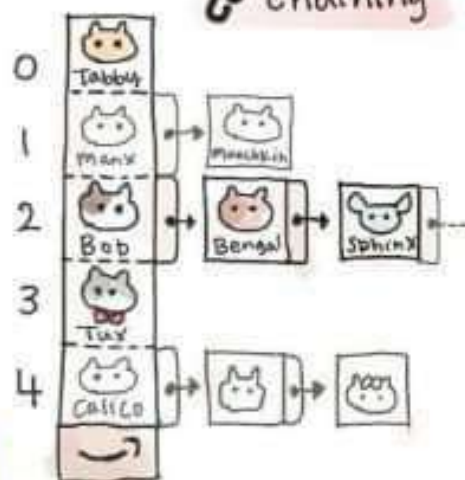 chaining
0
Tabby
1
manx
Munchkin
2
Bob
Bengal
Sphinx
3
Tux
4
Calico